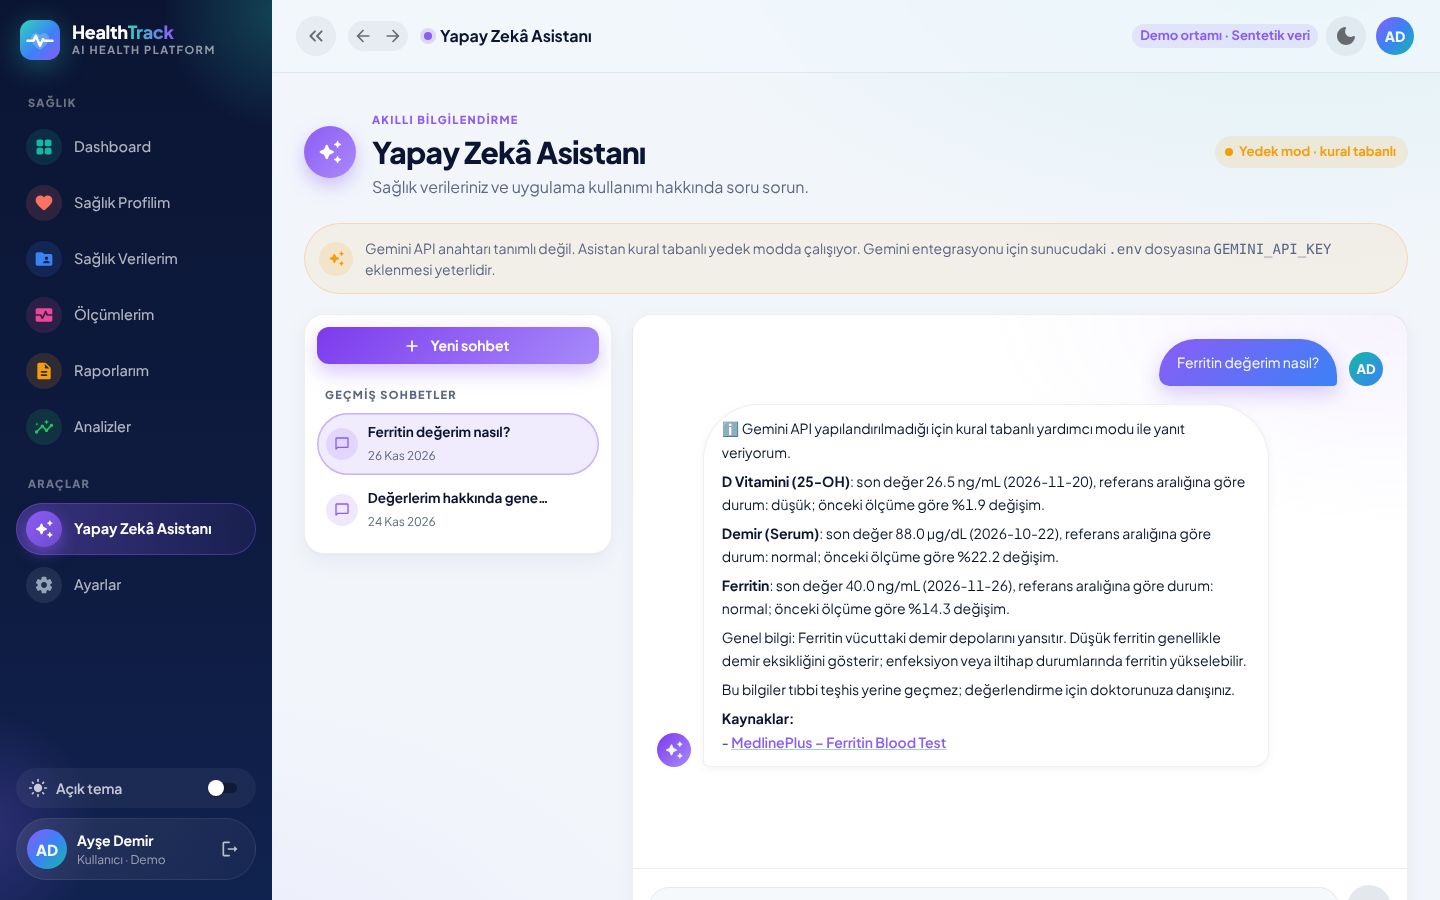 HealthTrack
AI HEALTH PLATFORM
SAĞLIK
Dashboard
Sağlık Profilim
Sağlık Verilerim
Ölçümlerim
Raporlarım
Analizler
ARAÇLAR
Yapay Zekâ Asistanı
Ayarlar
Açık tema
AD
Ayşe Demir
Kullanıcı · Demo
Yapay Zekâ Asistanı
Demo ortamı · Sentetik veri
AD
AKILLI BİLGİLENDİRME
Yapay Zekâ Asistanı
Sağlık verileriniz ve uygulama kullanımı hakkında soru sorun.
Yedek mod · kural tabanlı
Gemini API anahtarı tanımlı değil. Asistan kural tabanlı yedek modda çalışıyor. Gemini entegrasyonu için sunucudaki .env dosyasına GEMINI_API_KEY
eklenmesi yeterlidir.
Yeni sohbet
GEÇMİŞ SOHBETLER
Ferritin değerim nasıl?
26 Kas 2026
Değerlerim hakkında gene...
24 Kas 2026
Ferritin değerim nasıl?
AD
ℹ️ Gemini API yapılandırılmadığı için kural tabanlı yardımcı modu ile yanıt
veriyorum.
D Vitamini (25-OH): son değer 26.5 ng/mL (2026-11-20), referans aralığına göre
durum: düşük; önceki ölçüme göre %1.9 değişim.
Demir (Serum): son değer 88.0 µg/dL (2026-10-22), referans aralığına göre
durum: normal; önceki ölçüme göre %22.2 değişim.
Ferritin: son değer 40.0 ng/mL (2026-11-26), referans aralığına göre durum:
normal; önceki ölçüme göre %14.3 değişim.
Genel bilgi: Ferritin vücuttaki demir depolarını yansıtır. Düşük ferritin genellikle
demir eksikliğini gösterir; enfeksiyon veya iltihap durumlarında ferritin yükselebilir.
Bu bilgiler tıbbi teşhis yerine geçmez; değerlendirme için doktorunuza danışınız.
Kaynaklar:
- MedlinePlus – Ferritin Blood Test